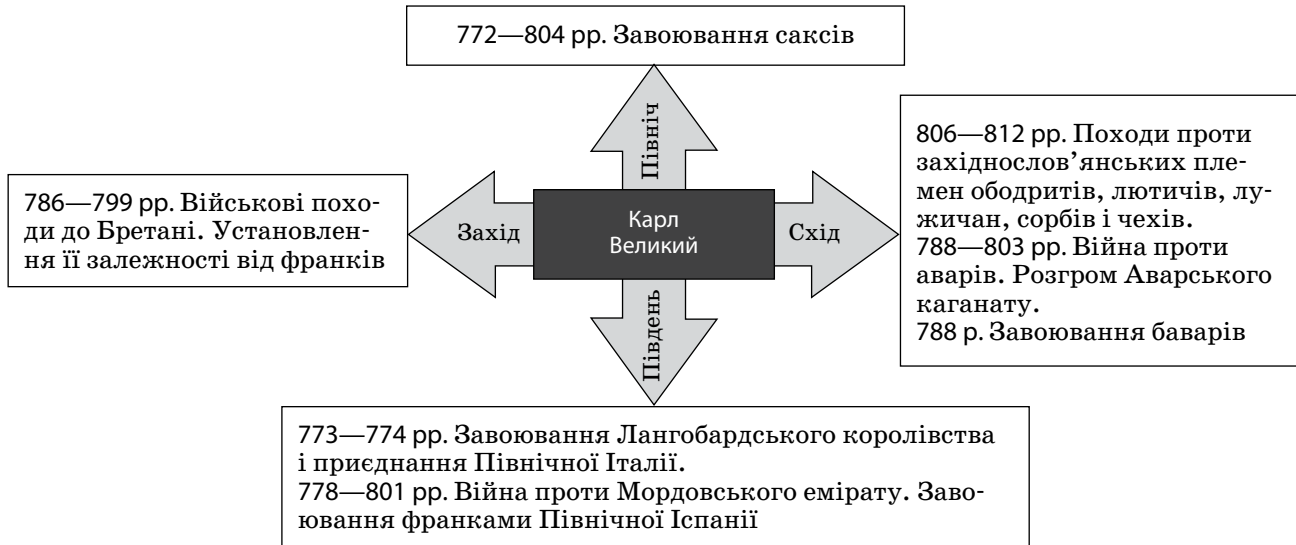 772—804 рр. Завоювання саксів
Північ
806—812 рр. Походи проти
західнослов’янських пле-
мен ободритів, лютичів, лу-
жичан, сорбів і чехів.
788—803 рр. Війна проти
аварів. Розгром Аварського
каганату.
788 р. Завоювання баварів
786—799 рр. Військові похо-
ди до Бретані. Установлен-
ня її залежності від франків
Захід
Карл
Великий
Схід
Південь
773—774 рр. Завоювання Лангобардського королівства
і приєднання Північної Італії.
778—801 рр. Війна проти Мордовського емірату. Заво-
ювання франками Північної Іспанії